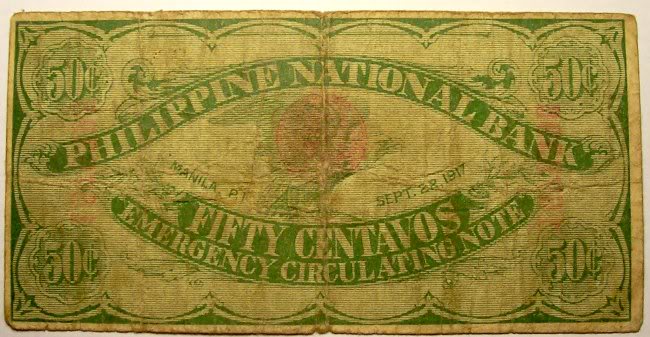 50¢ 50¢
PHILIPPINE NATIONAL BANK
MANILA, P.I. SEPT. 22, 1917
FIFTY CENTAVOS
EMERGENCY CIRCULATING NOTE
50¢ 50¢